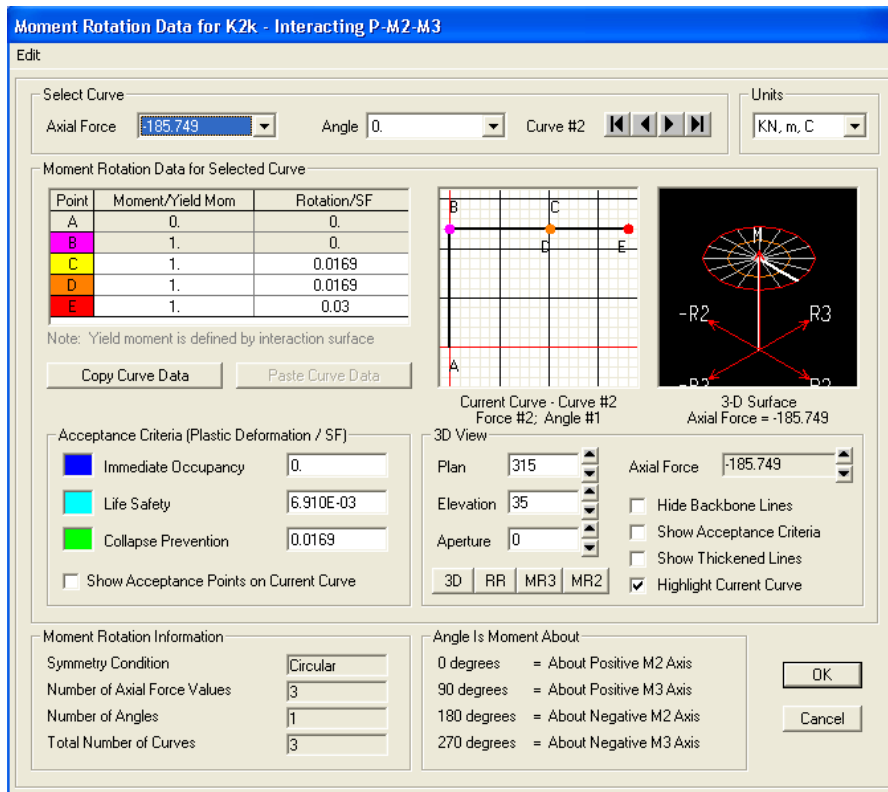 Moment Rotation Data for K2k - Interacting P-M2-M3
Edit
Select Curve
Axial Force -185.749 Angle 0. Curve #2
Units
KN, m, C
Moment Rotation Data for Selected Curve
Point Moment/Yield Mom Rotation/SF
A 0. 0.
B 1. 0.
C 1. 0.0169
D 1. 0.0169
E 1. 0.03
Note: Yield moment is defined by interaction surface
Copy Curve Data Paste Curve Data
B C
D E
A
Current Curve - Curve #2
Force #2; Angle #1
M
-R2 R3
-R3 R2
3-D Surface
Axial Force = -185.749
Acceptance Criteria (Plastic Deformation / SF)
Immediate Occupancy 0.
Life Safety 6.910E-03
Collapse Prevention 0.0169
Show Acceptance Points on Current Curve
3D View
Plan 315
Elevation 35
Aperture 0
3D RR MR3 MR2
Axial Force -185.749
Hide Backbone Lines
Show Acceptance Criteria
Show Thickened Lines
Highlight Current Curve
Moment Rotation Information
Symmetry Condition Circular
Number of Axial Force Values 3
Number of Angles 1
Total Number of Curves 3
Angle Is Moment About
0 degrees = About Positive M2 Axis
90 degrees = About Positive M3 Axis
180 degrees = About Negative M2 Axis
270 degrees = About Negative M3 Axis
OK
Cancel